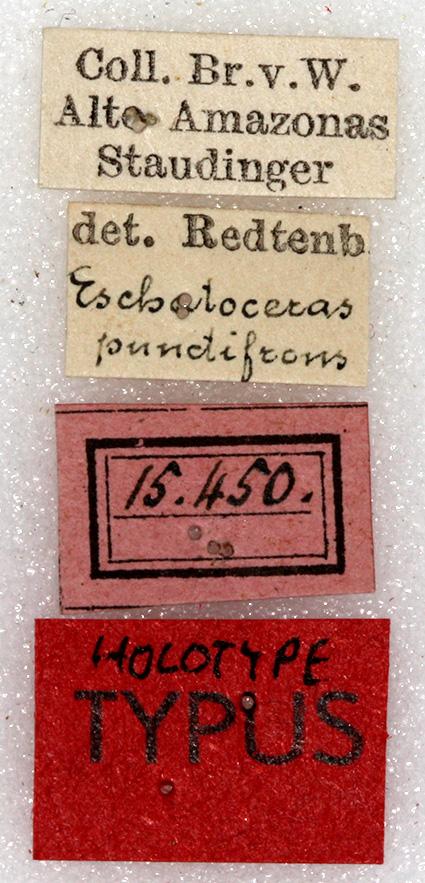 Coll. Br.v.W.
Alto Amazonas
Staudinger
det. Redtenb
Eschatoceras
punctifrons
15.450.
HOLOTYPE
TYPUS